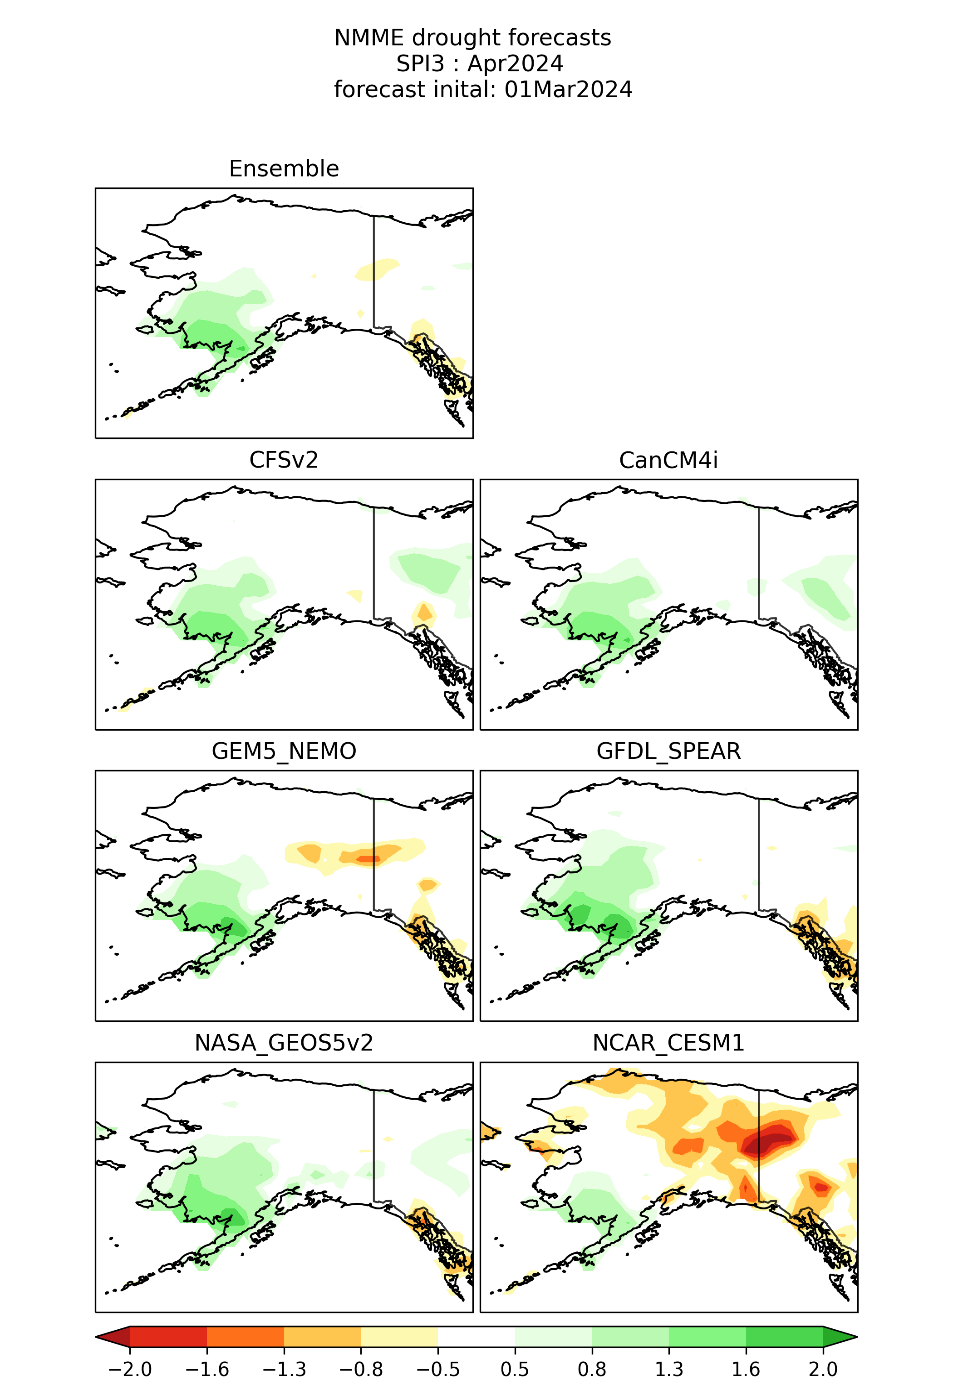 NMME drought forecasts
SPI3 : Apr2024
forecast inital: 01Mar2024
Ensemble
CFSv2
CanCM4i
GEM5_NEMO
GFDL_SPEAR
NASA_GEOS5v2
NCAR_CESM1
−2.0 −1.6 −1.3 −0.8 −0.5 0.5 0.8 1.3 1.6 2.0